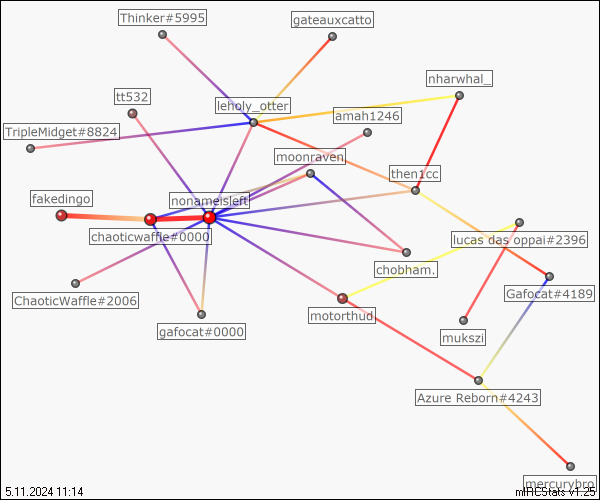 Thinker#5995
gateauxcatto
nharwhal_
tt532
leholy_otter
amah1246
TripleMidget#8824
moonraven
then1cc
fakedingo
nonameisleft
chaoticwaffle#0000
lucas das oppai#2396
chobham.
ChaoticWaffle#2006
Gafocat#4189
motorthud
gafocat#0000
mukszi
Azure Reborn#4243
mercurybro
5.11.2024 11:14
mIRCStats v1.25